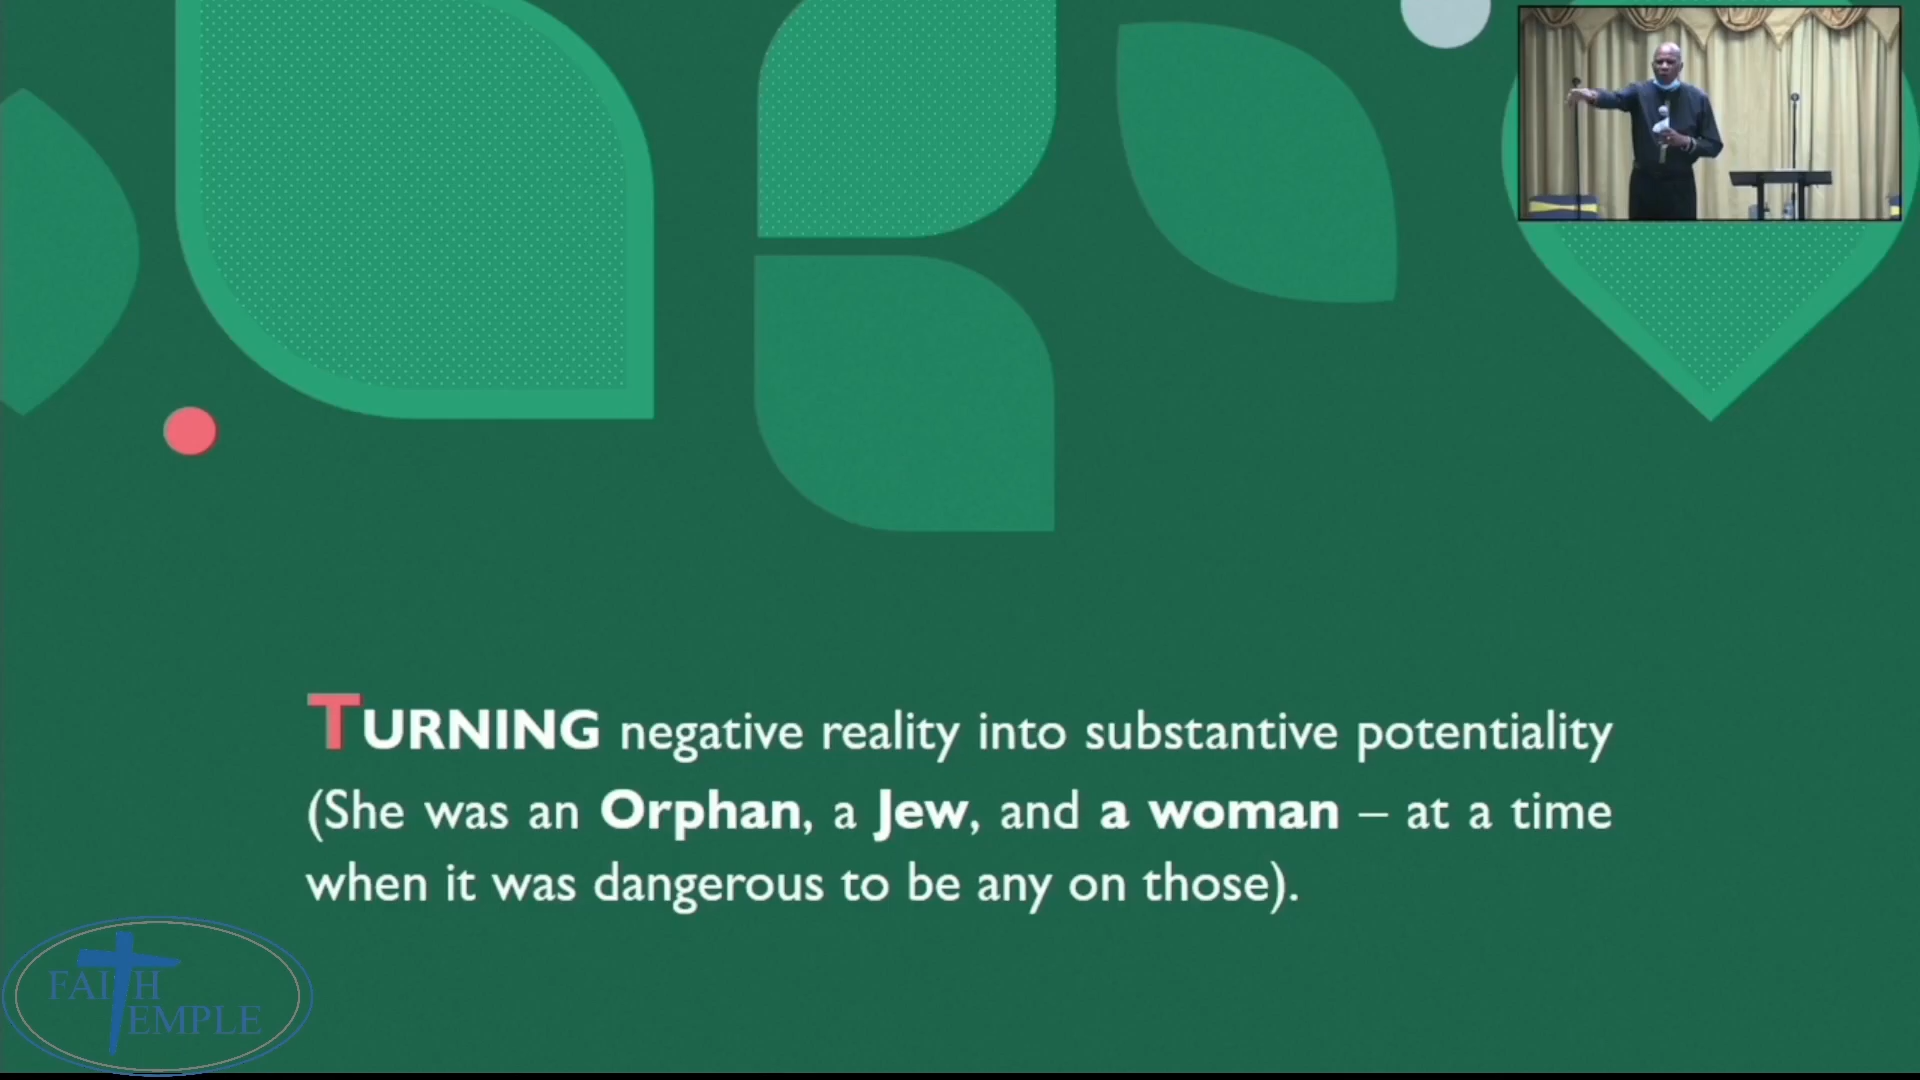 TURNING negative reality into substantive potentiality
(She was an Orphan, a Jew, and a woman – at a time
when it was dangerous to be any on those).
FAITH
TEMPLE